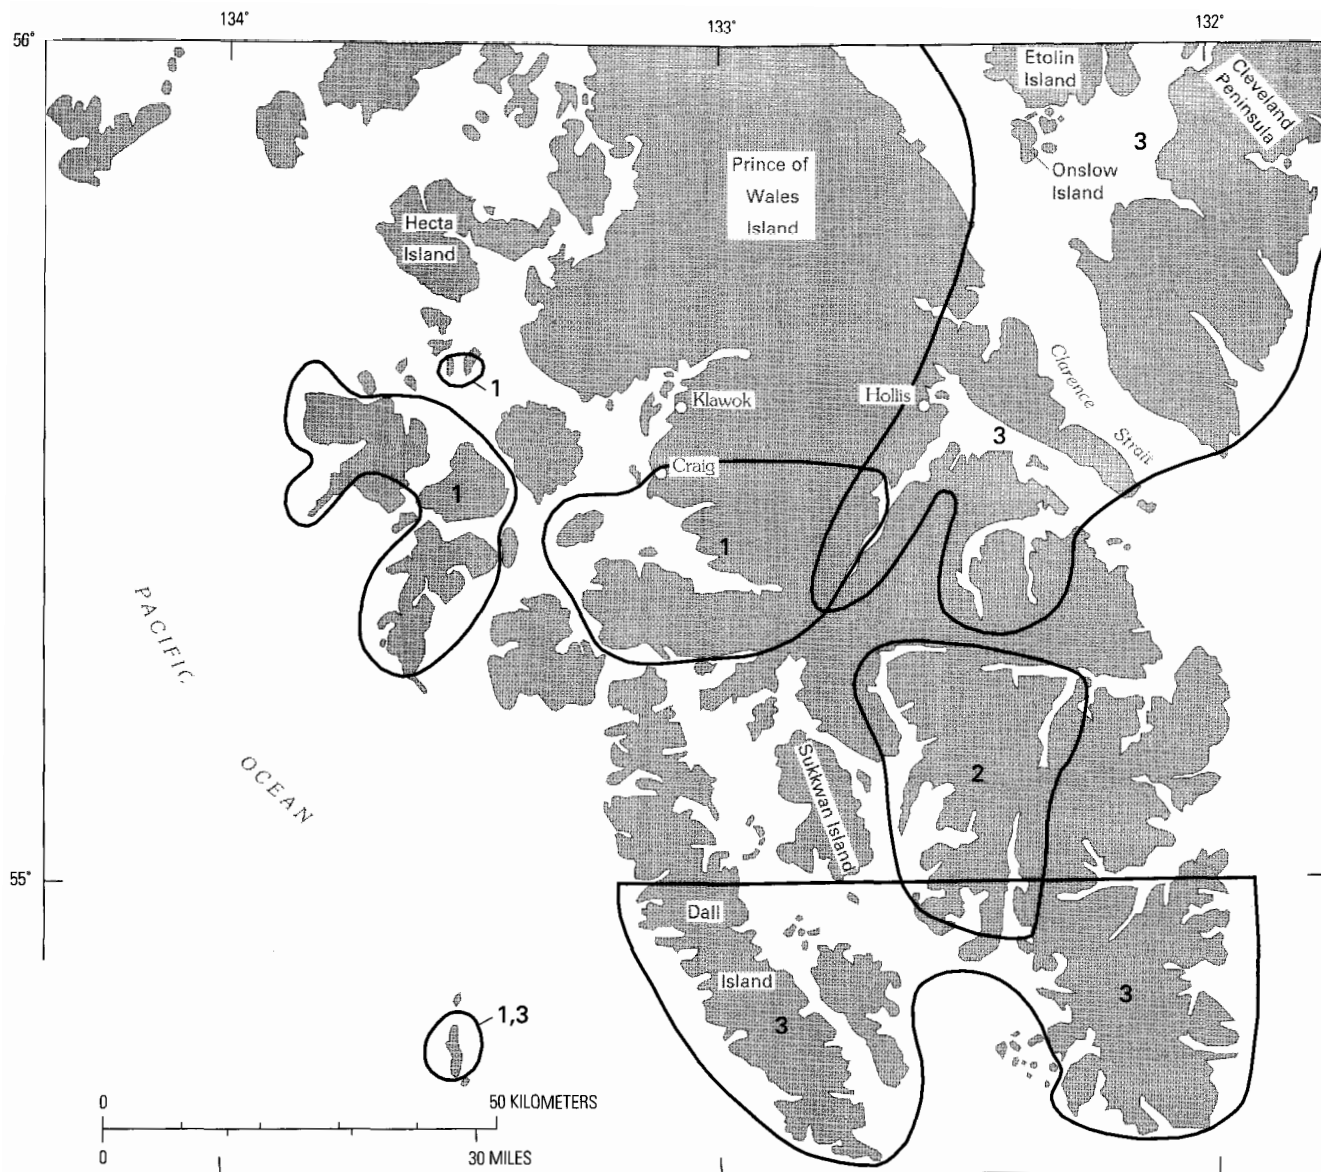 134°
133°
132°
56°
Etolin
Island
Cleveland
Peninsula
3
Onslow
Island
Prince of
Wales
Island
Hecta
Island
1
Clarence
Strait
Klawok
Hollis
3
Craig
1
1
PACIFIC
OCEAN
2
Sukkwan Island
55°
Dall
Island
3
3
1,3
0
50 KILOMETERS
0
30 MILES